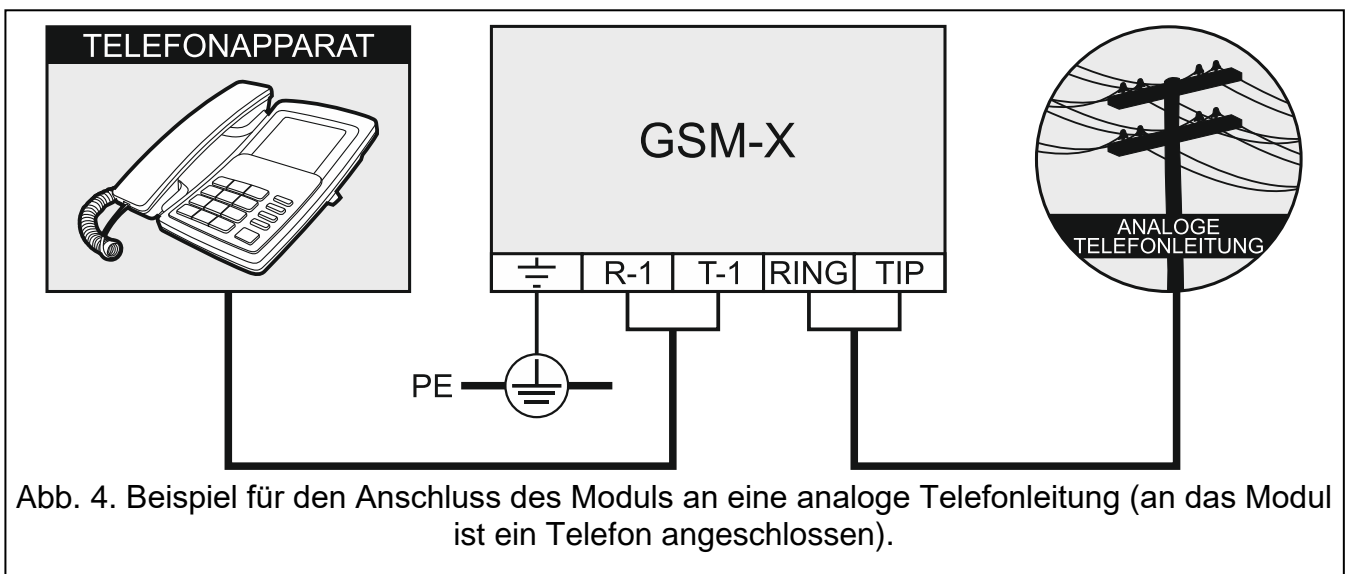 TELEFONAPPARAT
GSM-X
ANALOGE
TELEFONLEITUNG
R-1 T-1 RING TIP
PE
Abb. 4. Beispiel für den Anschluss des Moduls an eine analoge Telefonleitung (an das Modul
ist ein Telefon angeschlossen).